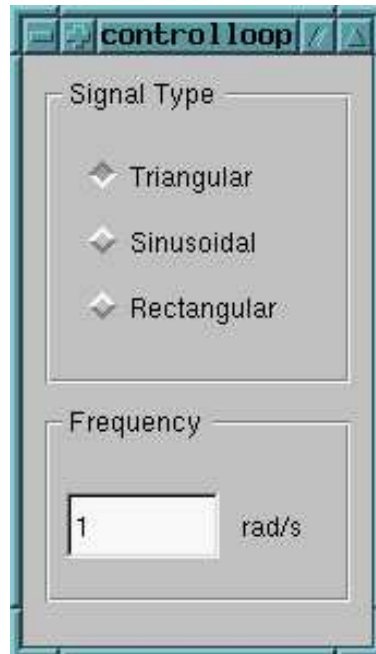 controlloop
Signal Type
Triangular
Sinusoidal
Rectangular
Frequency
1 rad/s